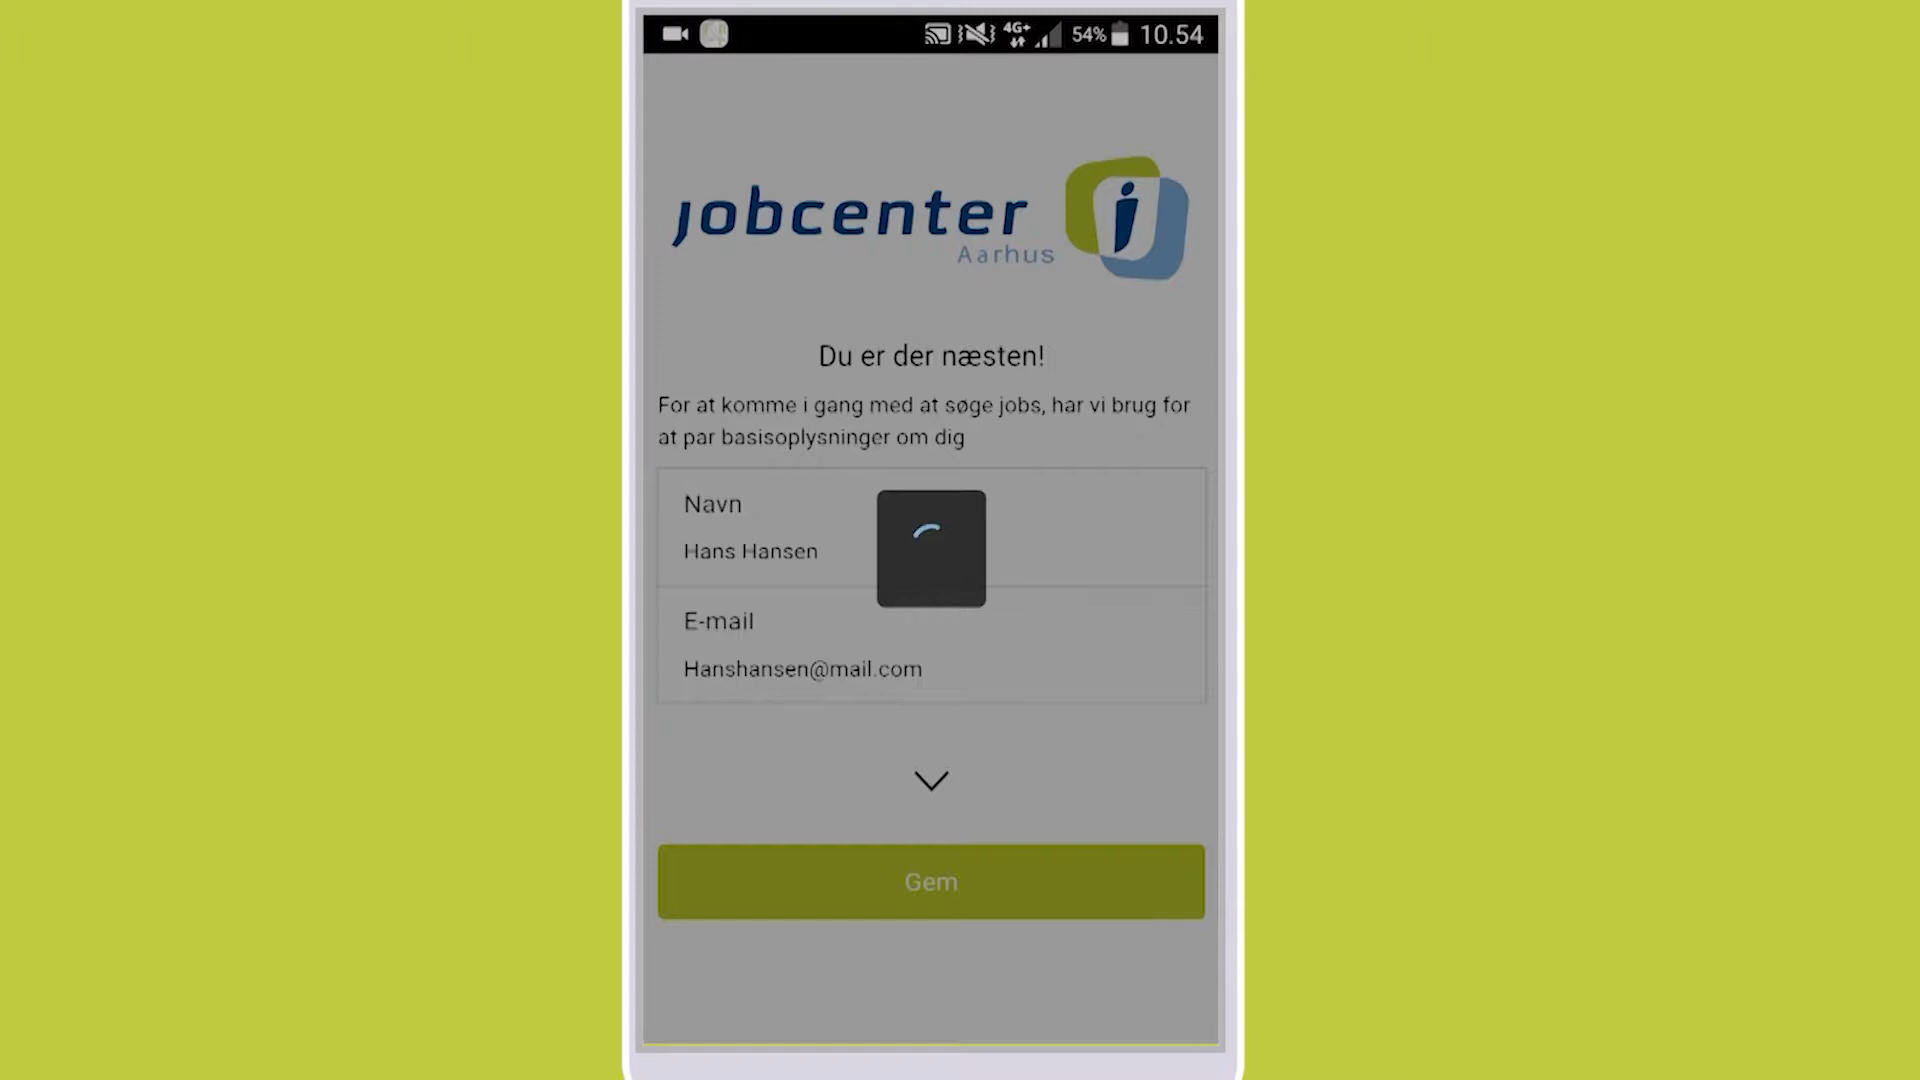 4G+ 54% 10.54
jobcenter
Aarhus
i
Du er der næsten!
For at komme i gang med at søge jobs, har vi brug for
at par basisoplysninger om dig
Navn
Hans Hansen
E-mail
Hanshansen@mail.com
Gem